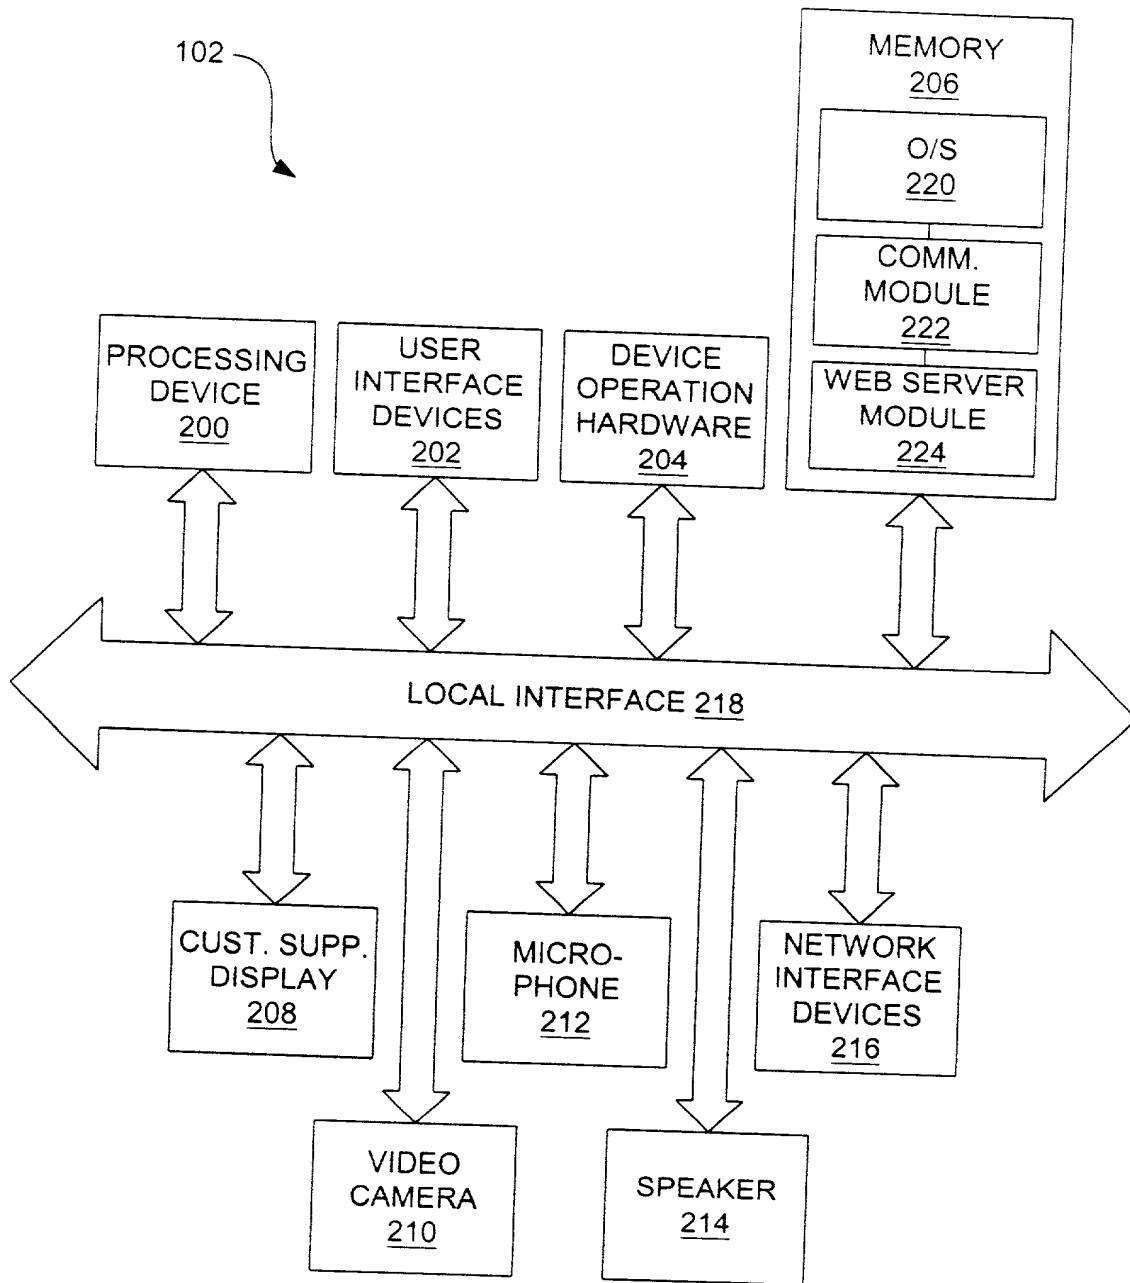 102
MEMORY
206
O/S
220
COMM.
MODULE
222
WEB SERVER
MODULE
224
PROCESSING
DEVICE
200
USER
INTERFACE
DEVICES
202
DEVICE
OPERATION
HARDWARE
204
LOCAL INTERFACE 218
CUST. SUPP.
DISPLAY
208
MICRO-
PHONE
212
NETWORK
INTERFACE
DEVICES
216
VIDEO
CAMERA
210
SPEAKER
214